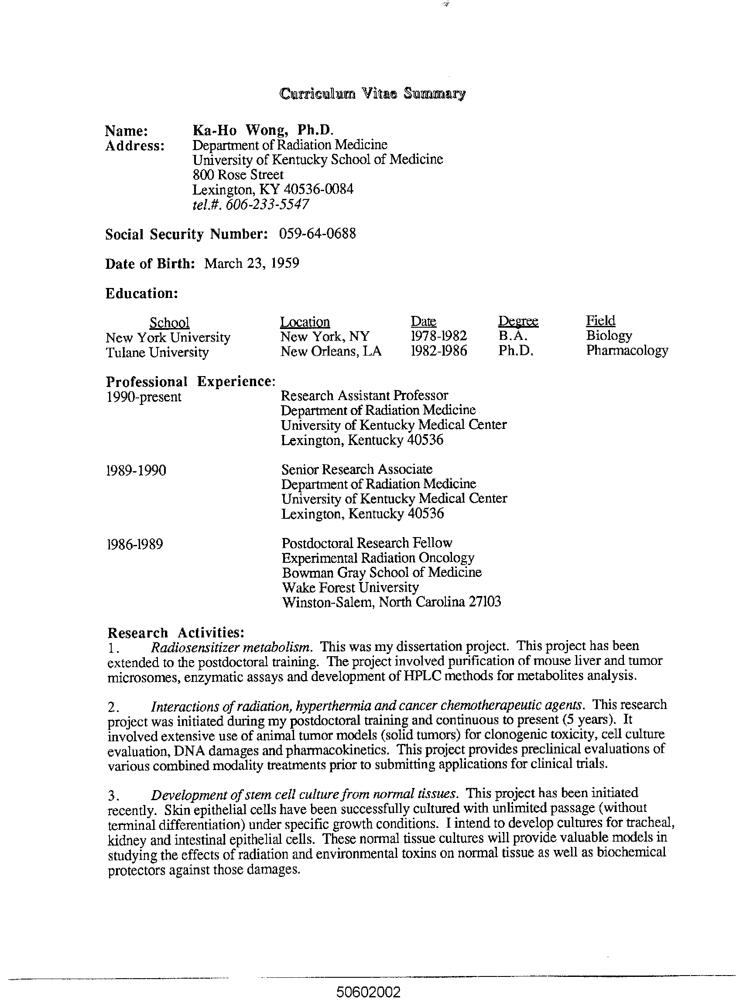 Curriculum Vitae Summary
Name: Ka-Ho Wong, Ph.D.
Address: Department of Radiation Medicine
University of Kentucky School of Medicine
800 Rose Street
Lexington, KY 40536-0084
tel.#. 606-233-5547
Social Security Number: 059-64-0688
Date of Birth: March 23, 1959
Education:
School Location Date Degree Field
New York University New York, NY 1978-1982 B.A. Biology
Tulane University New Orleans, LA 1982-1986 Ph.D. Pharmacology
Professional Experience:
1990-present Research Assistant Professor
Department of Radiation Medicine
University of Kentucky Medical Center
Lexington, Kentucky 40536
1989-1990 Senior Research Associate
Department of Radiation Medicine
University of Kentucky Medical Center
Lexington, Kentucky 40536
1986-1989 Postdoctoral Research Fellow
Experimental Radiation Oncology
Bowman Gray School of Medicine
Wake Forest University
Winston-Salem, North Carolina 27103
Research Activities:
1. Radiosensitizer metabolism. This was my dissertation project. This project has been
extended to the postdoctoral training. The project involved purification of mouse liver and tumor
microsomes, enzymatic assays and development of HPLC methods for metabolites analysis.
2. Interactions of radiation, hyperthermia and cancer chemotherapeutic agents. This research
project was initiated during my postdoctoral training and continuous to present (5 years). It
involved extensive use of animal tumor models (solid tumors) for clonogenic toxicity, cell culture
evaluation, DNA damages and pharmacokinetics. This project provides preclinical evaluations of
various combined modality treatments prior to submitting applications for clinical trials.
3. Development of stem cell culture from normal tissues. This project has been initiated
recently. Skin epithelial cells have been successfully cultured with unlimited passage (without
terminal differentiation) under specific growth conditions. I intend to develop cultures for tracheal,
kidney and intestinal epithelial cells. These normal tissue cultures will provide valuable models in
studying the effects of radiation and environmental toxins on normal tissue as well as biochemical
protectors against those damages.
50602002